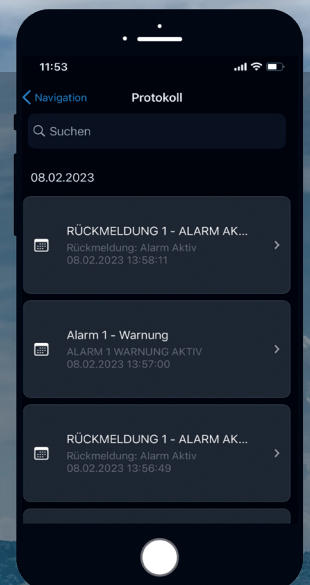 11:53
Navigation
Protokoll
Suchen
08.02.2023
RÜCKMELDUNG 1 - ALARM AK...
Rückmeldung: Alarm Aktiv
08.02.2023 13:58:11
Alarm 1 - Warnung
ALARM 1 WARNUNG AKTIV
08.02.2023 13:57:00
RÜCKMELDUNG 1 - ALARM AK...
Rückmeldung: Alarm Aktiv
08.02.2023 13:56:49